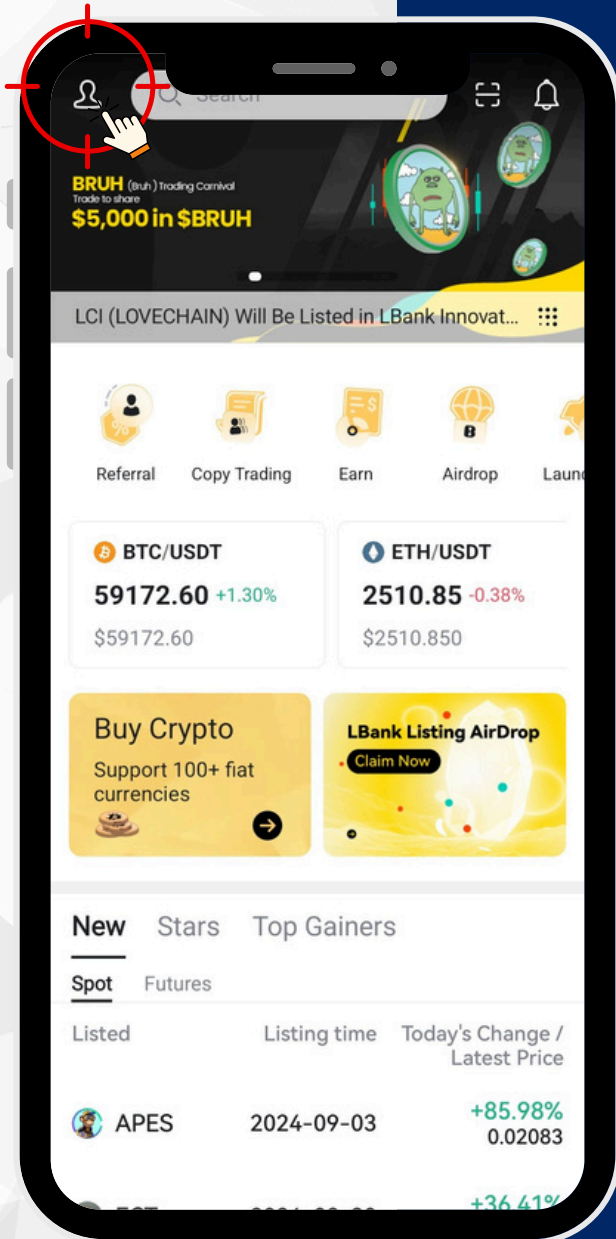 Search
BRUH (Bruh) Trading Carnival
Trade to share
$5,000 in $BRUH
LCI (LOVECHAIN) Will Be Listed in LBank Innovat...
Referral Copy Trading Earn Airdrop Laun
BTC/USDT
59172.60 +1.30%
$59172.60
ETH/USDT
2510.85 -0.38%
$2510.850
Buy Crypto
Support 100+ fiat
currencies
LBank Listing AirDrop
Claim Now
New Stars Top Gainers
Spot Futures
Listed Listing time Today's Change /
Latest Price
APES 2024-09-03 +85.98%
0.02083
+36.41%